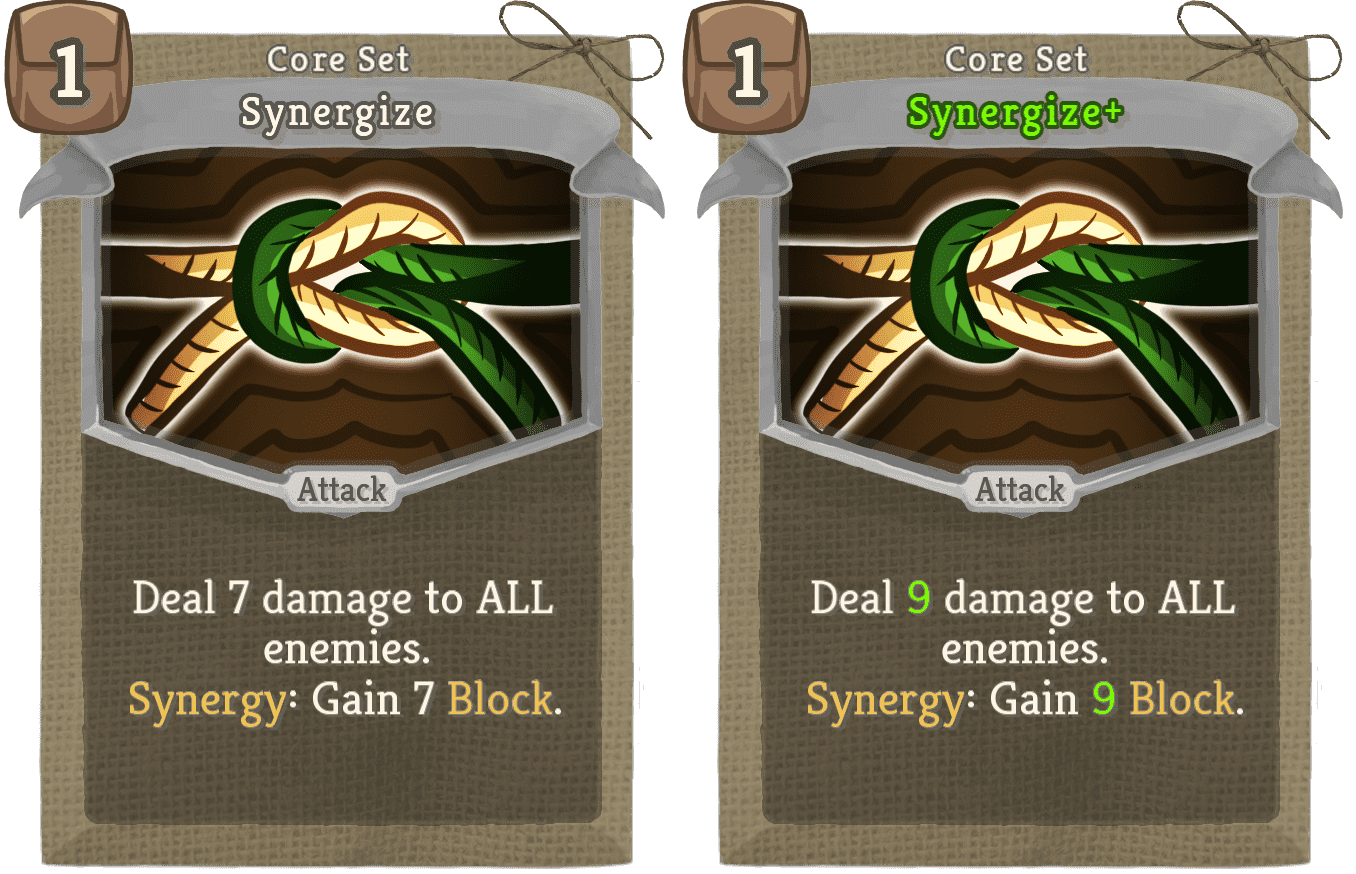 1
Core Set
Synergize
Attack
Deal 7 damage to ALL
enemies.
Synergy: Gain 7 Block.
1
Core Set
Synergize+
Attack
Deal 9 damage to ALL
enemies.
Synergy: Gain 9 Block.